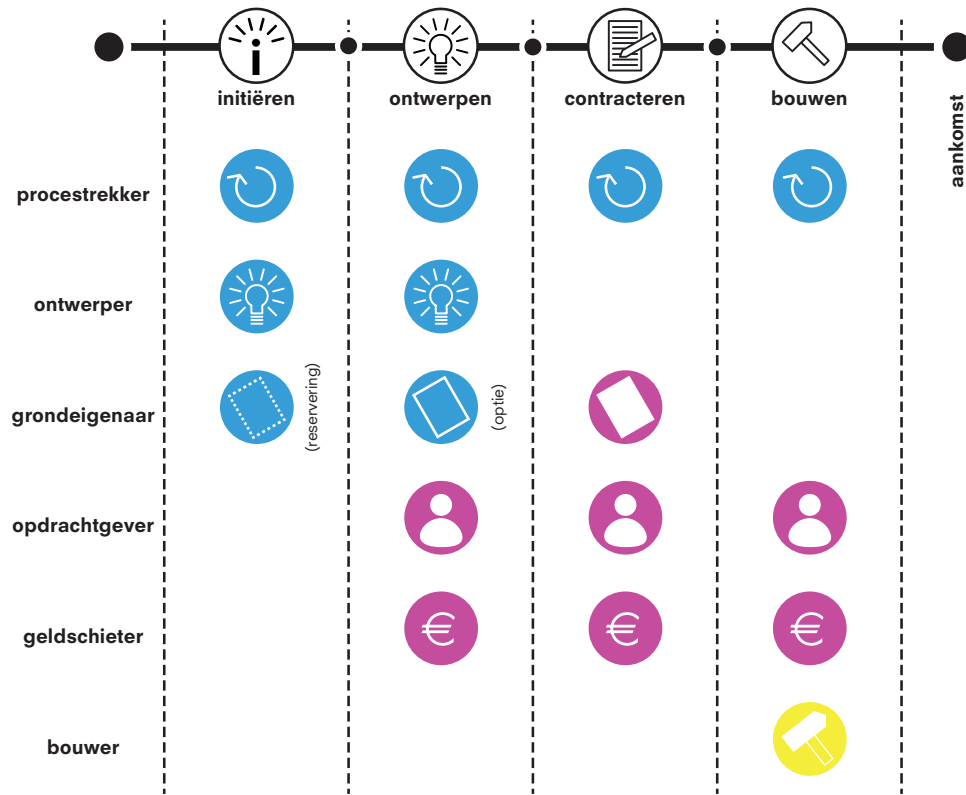 initiëren
ontwerpen
contracteren
bouwen
aankomst
procestrekker
ontwerper
grondeigenaar
(reservering)
(optie)
opdrachtgever
geldschieter
€ € €
bouwer